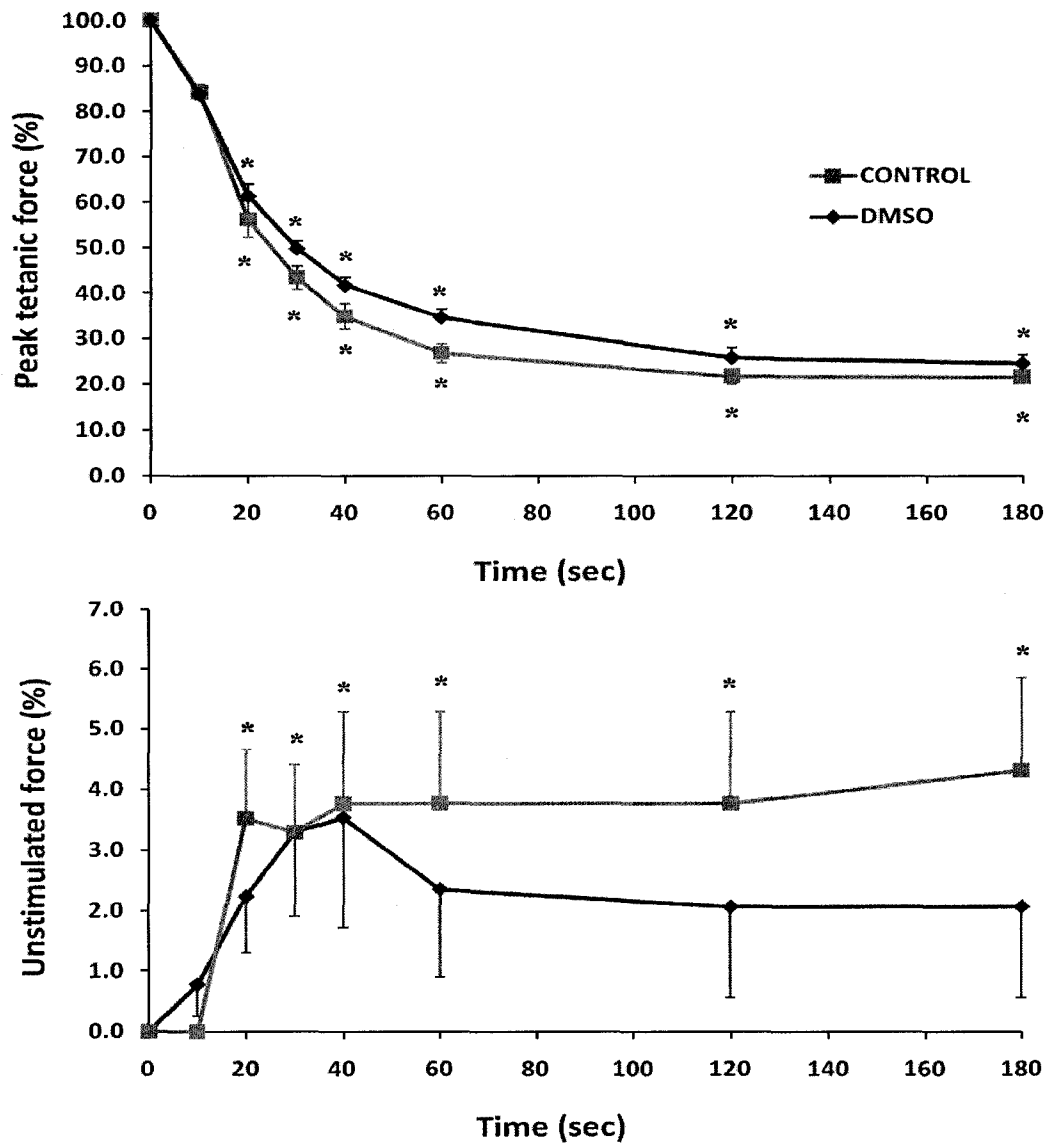 Peak tetanic force (%)
100.0
90.0
80.0
70.0
60.0
50.0
40.0
30.0
20.0
10.0
0.0
* * * * * *
* * * * * *
CONTROL
DMSO
0 20 40 60 80 100 120 140 160 180
Time (sec)
Unstimulated force (%)
7.0
6.0
5.0
4.0
3.0
2.0
1.0
0.0
* * * * * *
0 20 40 60 80 100 120 140 160 180
Time (sec)